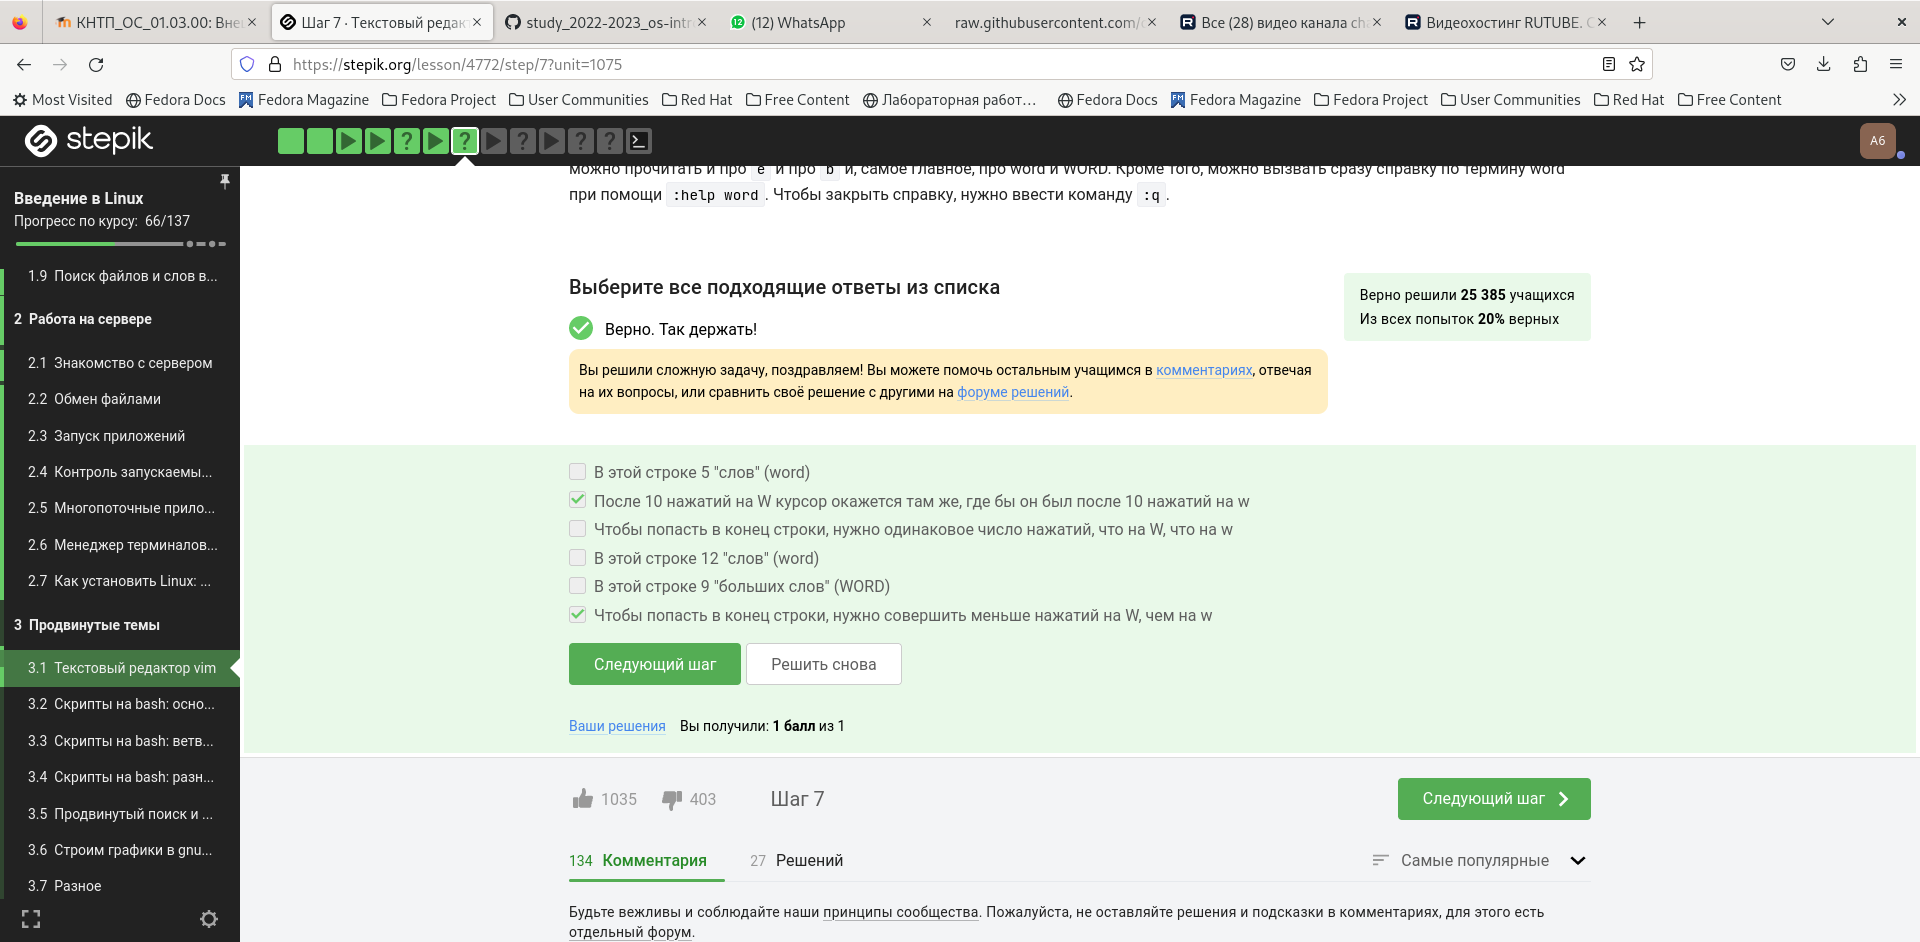 КНТП_ОС_01.03.00: Вне
Шаг 7 · Текстовый редак
study_2022-2023_os-intr
(12) WhatsApp
raw.githubusercontent.com/
Все (28) видео канала
Видеохостинг RUTUBE.
https://stepik.org/lesson/4772/step/7?unit=1075
Most Visited
Fedora Docs
Fedora Magazine
Fedora Project
User Communities
Red Hat
Free Content
Лабораторная работ…
Fedora Docs
Fedora Magazine
Fedora Project
User Communities
Red Hat
Free Content
stepik
A6
Введение в Linux
Прогресс по курсу: 66/137
1.9 Поиск файлов и слов в...
2 Работа на сервере
2.1 Знакомство с сервером
2.2 Обмен файлами
2.3 Запуск приложений
2.4 Контроль запускаемы...
2.5 Многопоточные прило...
2.6 Менеджер терминалов...
2.7 Как установить Linux: ...
3 Продвинутые темы
3.1 Текстовый редактор vim
3.2 Скрипты на bash: осно...
3.3 Скрипты на bash: ветв...
3.4 Скрипты на bash: разн...
3.5 Продвинутый поиск и ...
3.6 Строим графики в gnu...
3.7 Разное
можно прочитать и про e и про b и, самое главное, про word и WORD. Кроме того, можно вызвать сразу справку по термину word
при помощи :help word. Чтобы закрыть справку, нужно ввести команду :q.
Выберите все подходящие ответы из списка
Верно. Так держать!
Вы решили сложную задачу, поздравляем! Вы можете помочь остальным учащимся в комментариях, отвечая
на их вопросы, или сравнить своё решение с другими на форуме решений.
Верно решили 25 385 учащихся
Из всех попыток 20% верных
В этой строке 5 "слов" (word)
После 10 нажатий на W курсор окажется там же, где бы он был после 10 нажатий на w
Чтобы попасть в конец строки, нужно одинаковое число нажатий, что на W, что на w
В этой строке 12 "слов" (word)
В этой строке 9 "больших слов" (WORD)
Чтобы попасть в конец строки, нужно совершить меньше нажатий на W, чем на w
Следующий шаг
Решить снова
Ваши решения Вы получили: 1 балл из 1
1035
403
Шаг 7
Следующий шаг
134 Комментария
27 Решений
Самые популярные
Будьте вежливы и соблюдайте наши принципы сообщества. Пожалуйста, не оставляйте решения и подсказки в комментариях, для этого есть
отдельный форум.